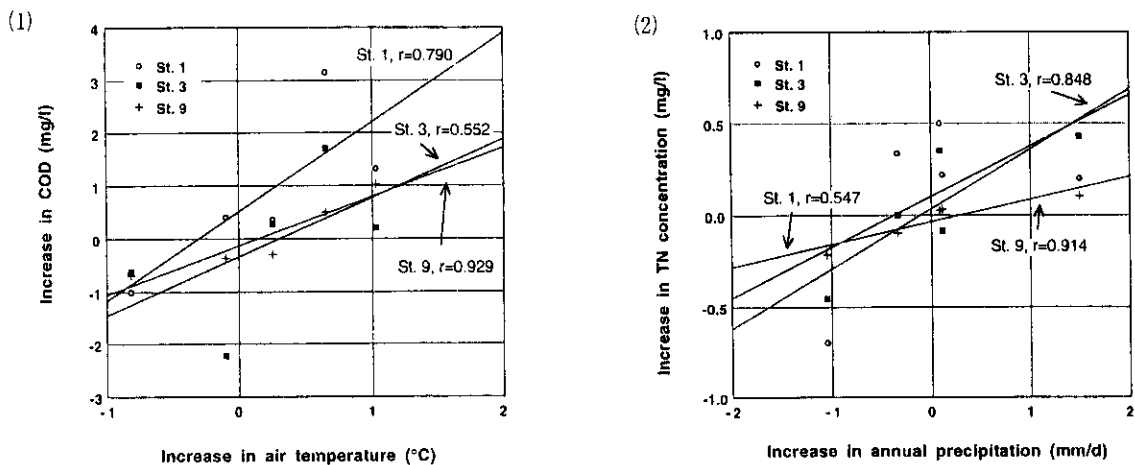 (1)
4
3
2
1
0
-1
-2
-3
-1
0
1
2
Increase in COD (mg/l)
Increase in air temperature (°C)
St. 1
St. 3
St. 9
St. 1, r=0.790
St. 3, r=0.552
St. 9, r=0.929
(2)
1.0
0.5
0.0
-0.5
-1.0
-2
-1
0
1
2
Increase in TN concentration (mg/l)
Increase in annual precipitation (mm/d)
St. 1
St. 3
St. 9
St. 3, r=0.848
St. 1, r=0.547
St. 9, r=0.914